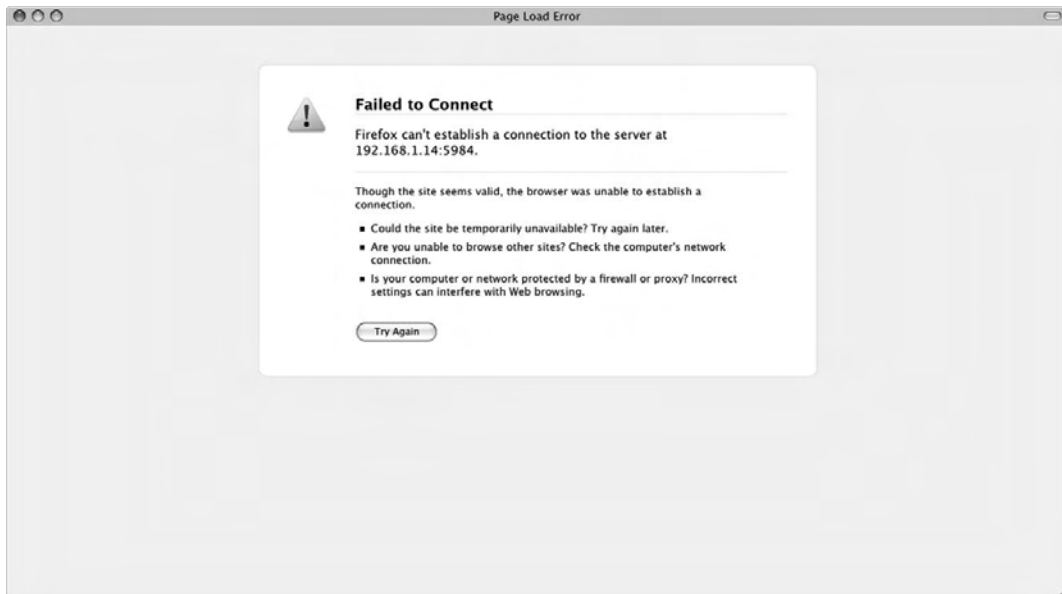 Page Load Error
Failed to Connect
Firefox can't establish a connection to the server at
192.168.1.14:5984.
Though the site seems valid, the browser was unable to establish a
connection.
▪ Could the site be temporarily unavailable? Try again later.
▪ Are you unable to browse other sites? Check the computer's network
connection.
▪ Is your computer or network protected by a firewall or proxy? Incorrect
settings can interfere with Web browsing.
Try Again